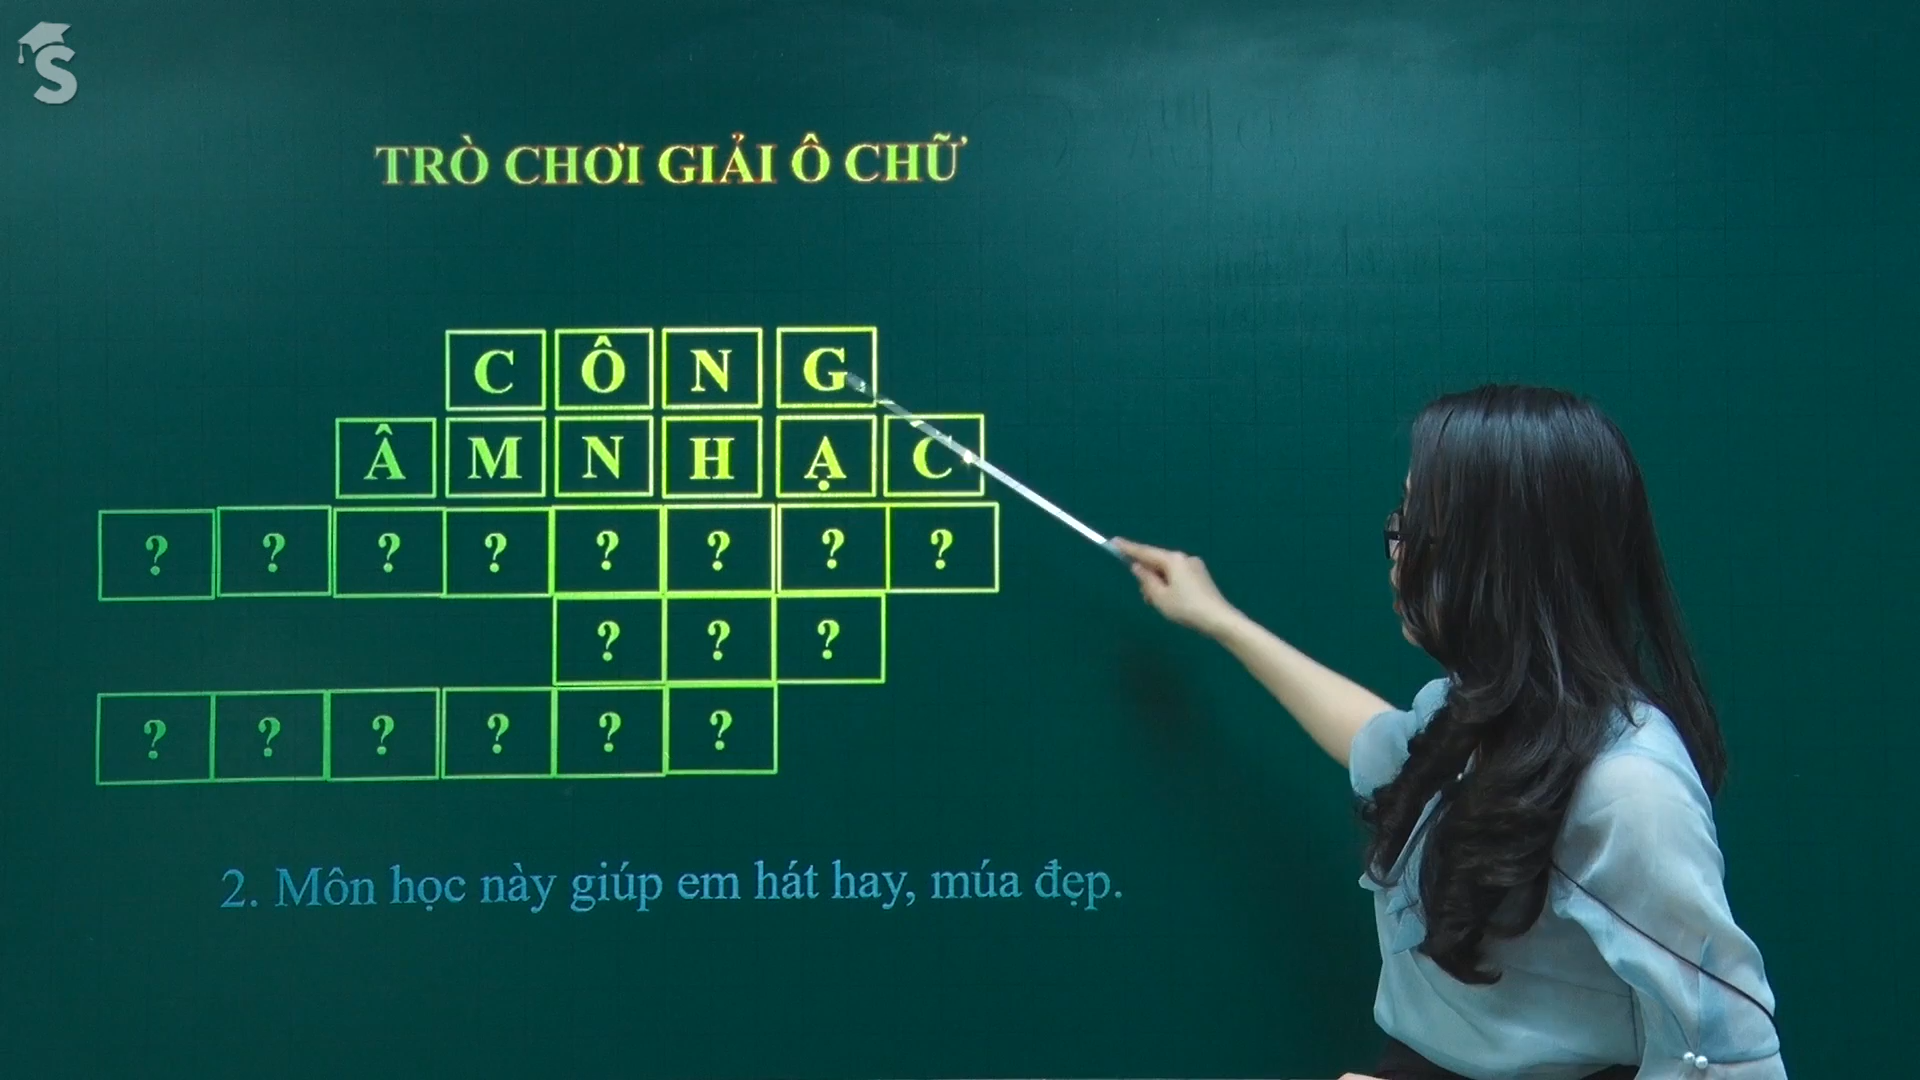 S
TRÒ CHƠI GIẢI Ô CHỮ
C Ô N G
Â M N H Ạ C
? ? ? ? ? ? ? ?
? ? ?
? ? ? ? ? ?
2. Môn học này giúp em hát hay, múa đẹp.